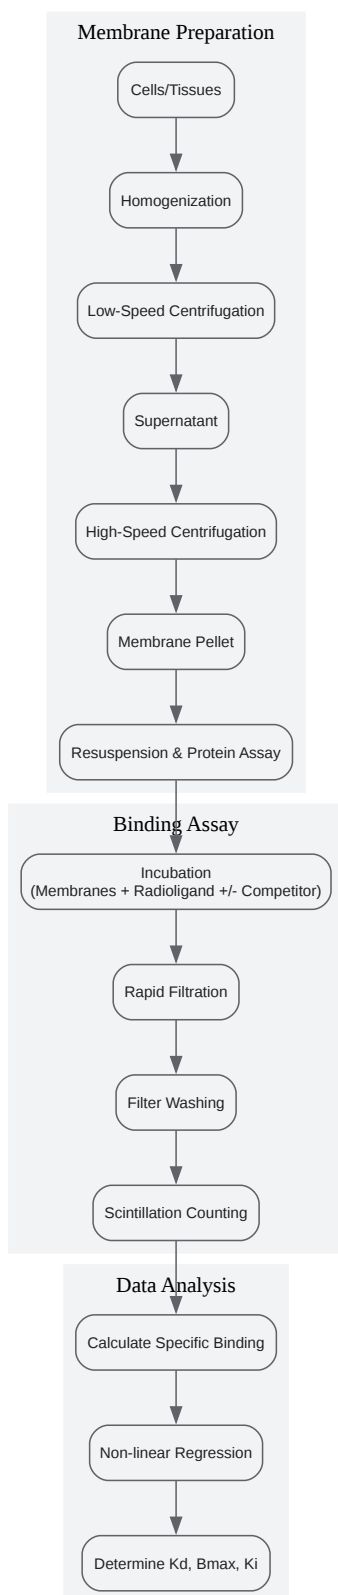 Membrane Preparation
Cells/Tissues
Homogenization
Low-Speed Centrifugation
Supernatant
High-Speed Centrifugation
Membrane Pellet
Resuspension & Protein Assay
Binding Assay
Incubation
(Membranes + Radioligand +/- Competitor)
Rapid Filtration
Filter Washing
Scintillation Counting
Data Analysis
Calculate Specific Binding
Non-linear Regression
Determine Kd, Bmax, Ki